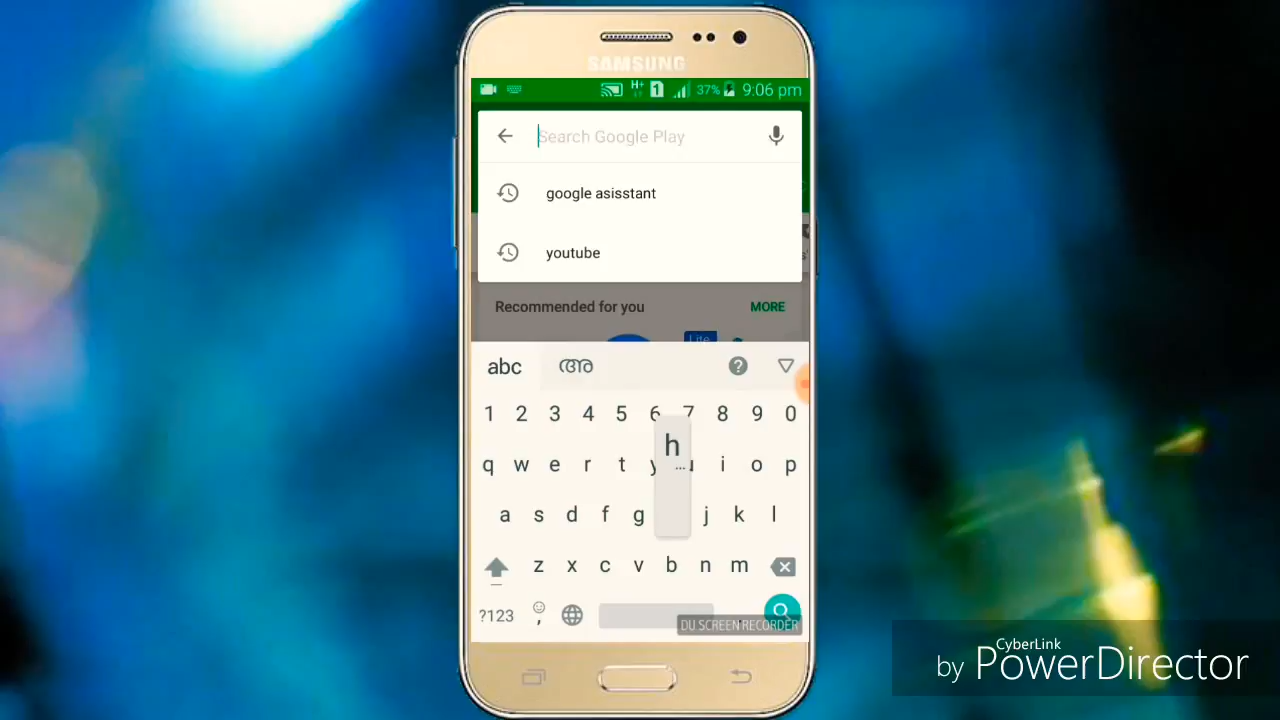 SAMSUNG
H+ 1 37% 9:06 pm
Search Google Play
google asisstant
youtube
Recommended for you MORE
Lite
abc അ
1 2 3 4 5 6 7 8 9 0
h
q w e r t y u i o p
a s d f g j k l
z x c v b n m
?123 ,
DU SCREEN RECORDER
CyberLink
by PowerDirector